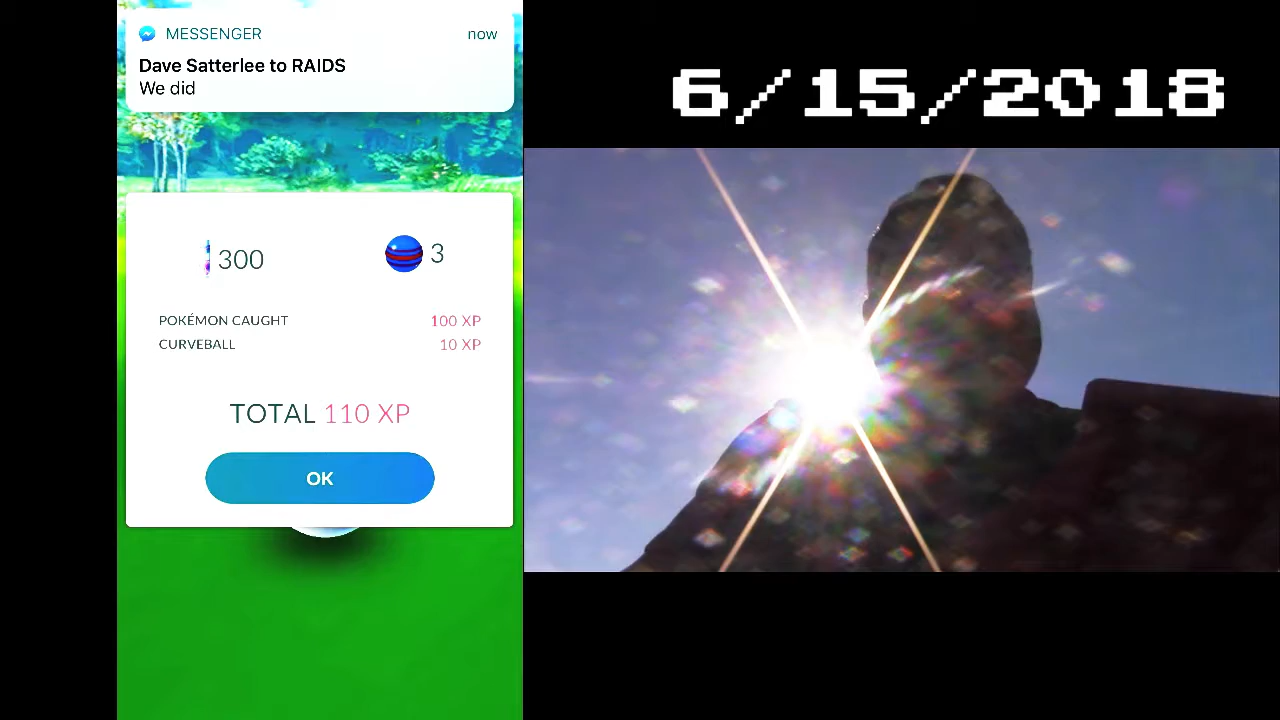 MESSENGER now
Dave Satterlee to RAIDS
We did
300 3
POKÉMON CAUGHT 100 XP
CURVEBALL 10 XP
TOTAL 110 XP
OK
6/15/2018